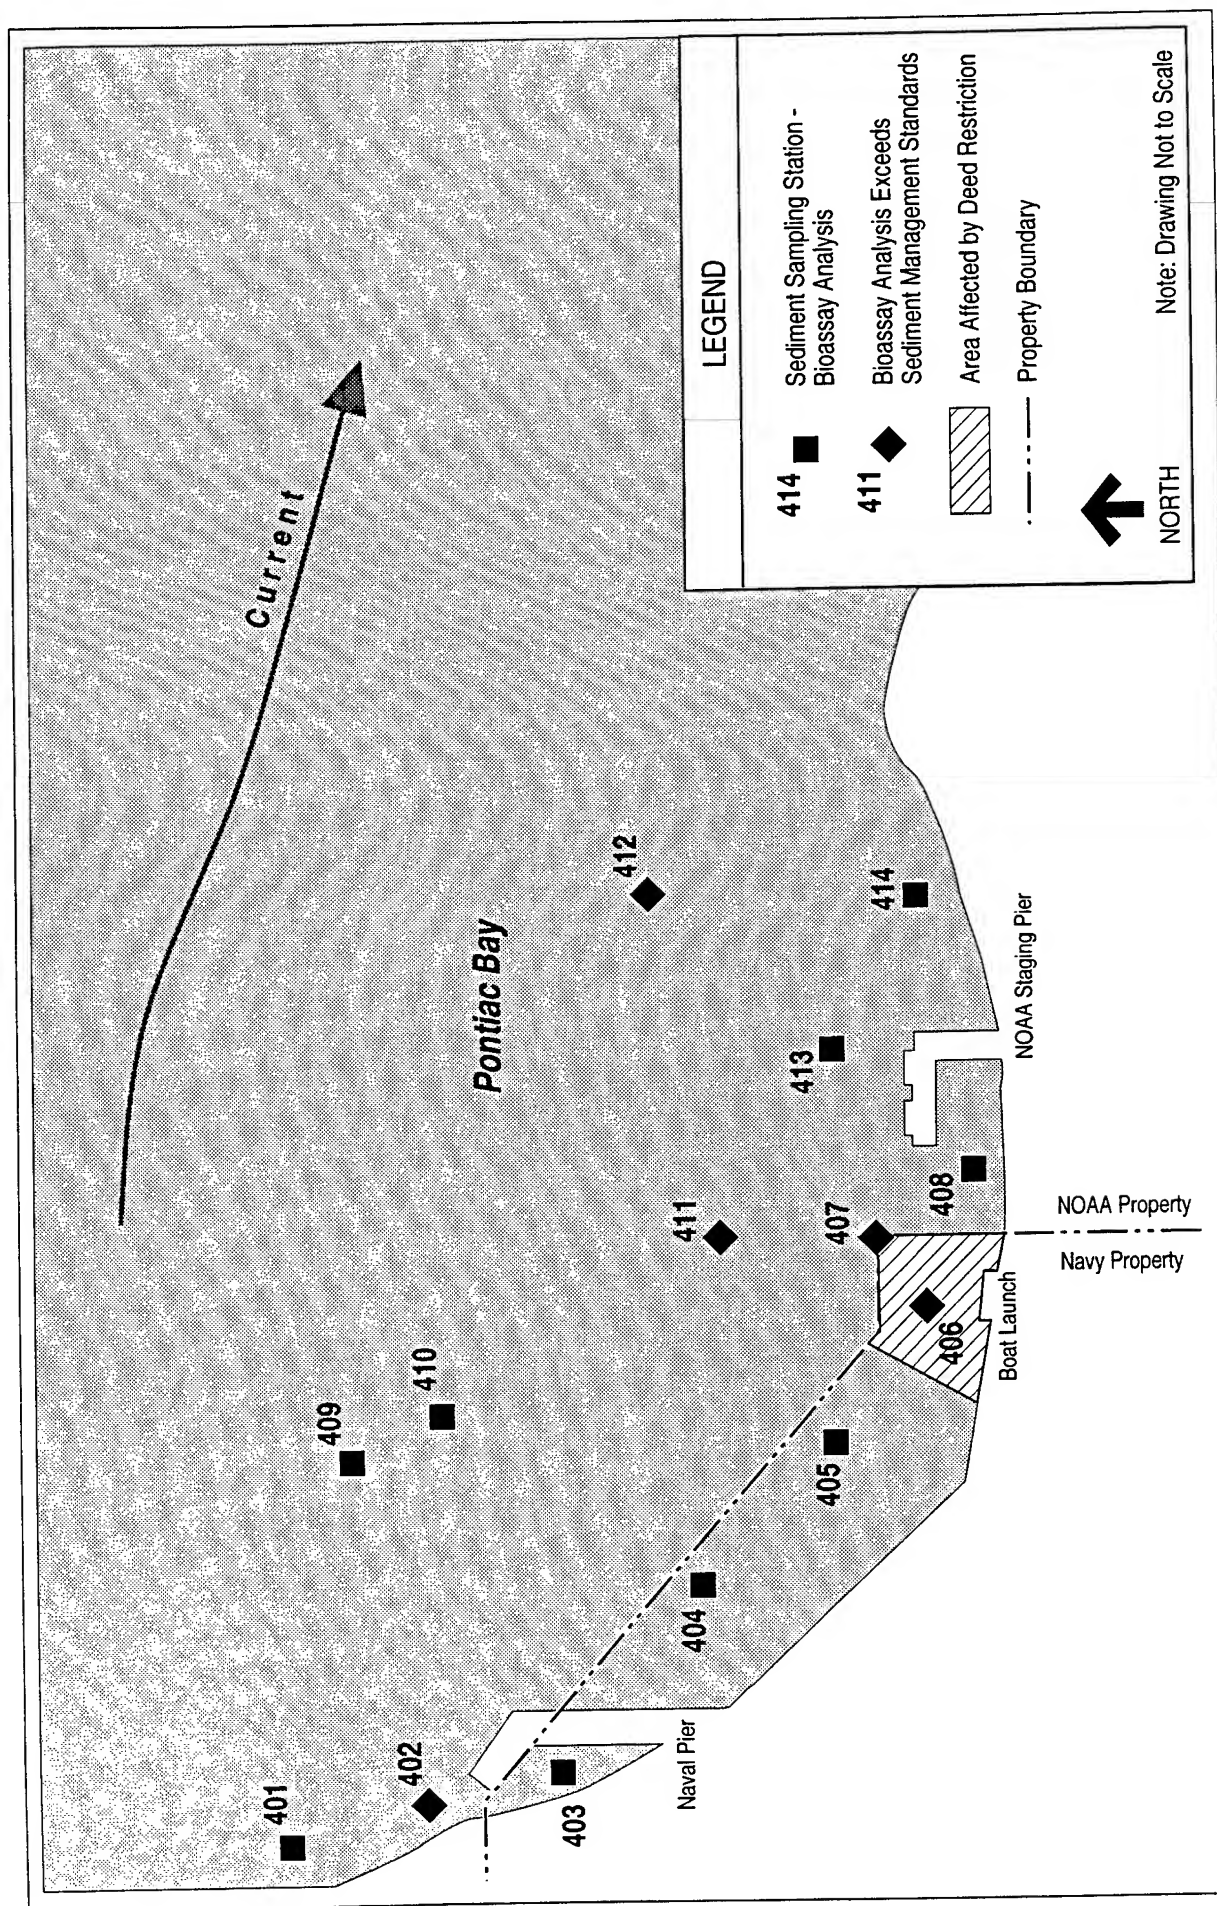 Current
Pontiac Bay
401
402
403
404
405
406
407
408
409
410
411
412
413
414
Naval Pier
Boat Launch
NOAA Staging Pier
Navy Property
NOAA Property
LEGEND
414
Sediment Sampling Station -
Bioassay Analysis
411
Bioassay Analysis Exceeds
Sediment Management Standards
Area Affected by Deed Restriction
Property Boundary
NORTH
Note: Drawing Not to Scale